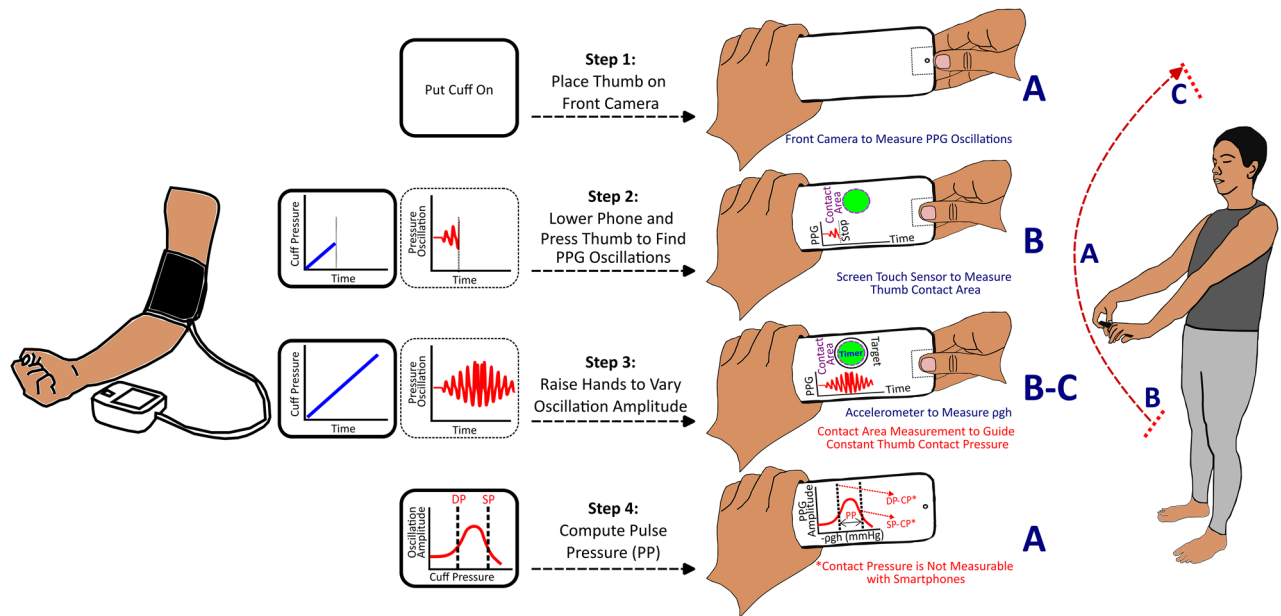 Put Cuff On
Step 1:
Place Thumb on
Front Camera
A
Front Camera to Measure PPG Oscillations
Cuff Pressure
Time
Pressure
Oscillation
Time
Step 2:
Lower Phone and
Press Thumb to Find
PPG Oscillations
Contact
Area
PPG
Stop
Time
B
Screen Touch Sensor to Measure
Thumb Contact Area
Cuff Pressure
Time
Pressure
Oscillation
Time
Step 3:
Raise Hands to Vary
Oscillation Amplitude
Contact
Area
Timer
Target
PPG
Time
B-C
Accelerometer to Measure ρgh
Contact Area Measurement to Guide
Constant Thumb Contact Pressure
DP
SP
Oscillation
Amplitude
Cuff Pressure
Step 4:
Compute Pulse
Pressure (PP)
PPG
Amplitude
PP
DP-CP*
SP-CP*
-ρgh (mmHg)
A
*Contact Pressure is Not Measurable
with Smartphones
C
A
B